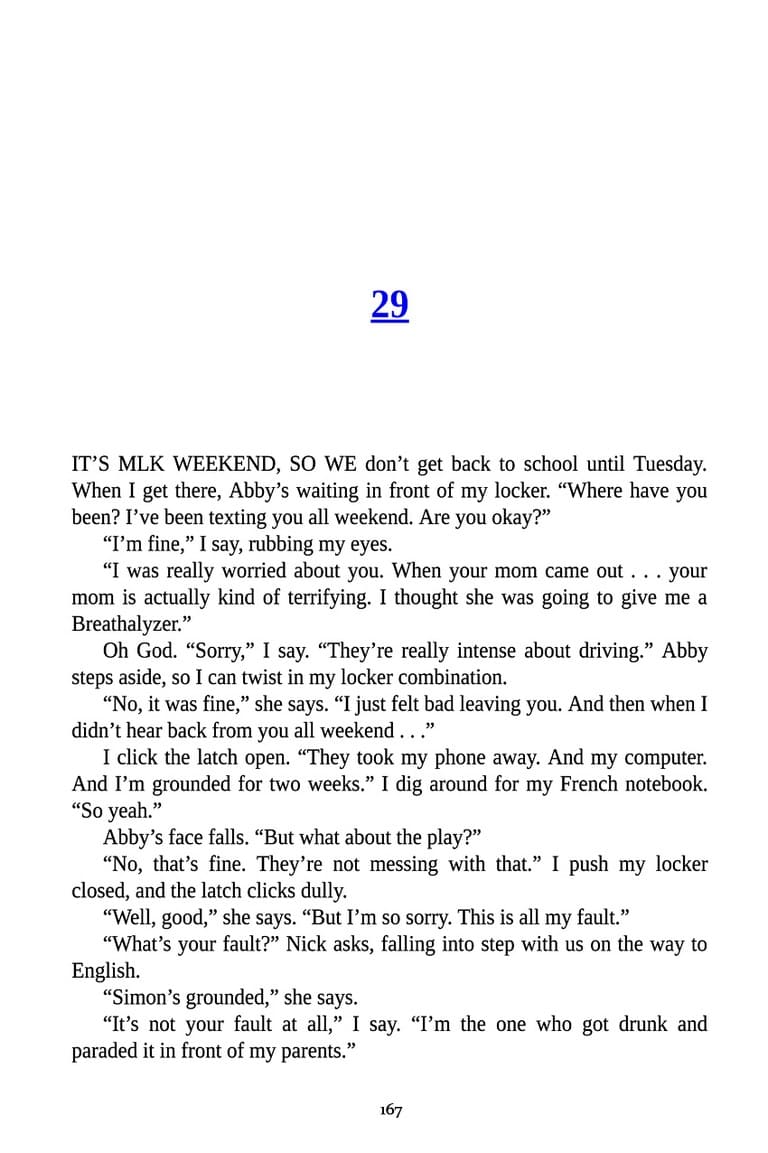 29
IT’S MLK WEEKEND, SO WE don’t get back to school until Tuesday.
When I get there, Abby’s waiting in front of my locker. “Where have you
been? I’ve been texting you all weekend. Are you okay?”
“I’m fine,” I say, rubbing my eyes.
“I was really worried about you. When your mom came out . . . your
mom is actually kind of terrifying. I thought she was going to give me a
Breathalyzer.”
Oh God. “Sorry,” I say. “They’re really intense about driving.” Abby
steps aside, so I can twist in my locker combination.
“No, it was fine,” she says. “I just felt bad leaving you. And then when I
didn’t hear back from you all weekend . . .”
I click the latch open. “They took my phone away. And my computer.
And I’m grounded for two weeks.” I dig around for my French notebook.
“So yeah.”
Abby’s face falls. “But what about the play?”
“No, that’s fine. They’re not messing with that.” I push my locker
closed, and the latch clicks dully.
“Well, good,” she says. “But I’m so sorry. This is all my fault.”
“What’s your fault?” Nick asks, falling into step with us on the way to
English.
“Simon’s grounded,” she says.
“It’s not your fault at all,” I say. “I’m the one who got drunk and
paraded it in front of my parents.”
167